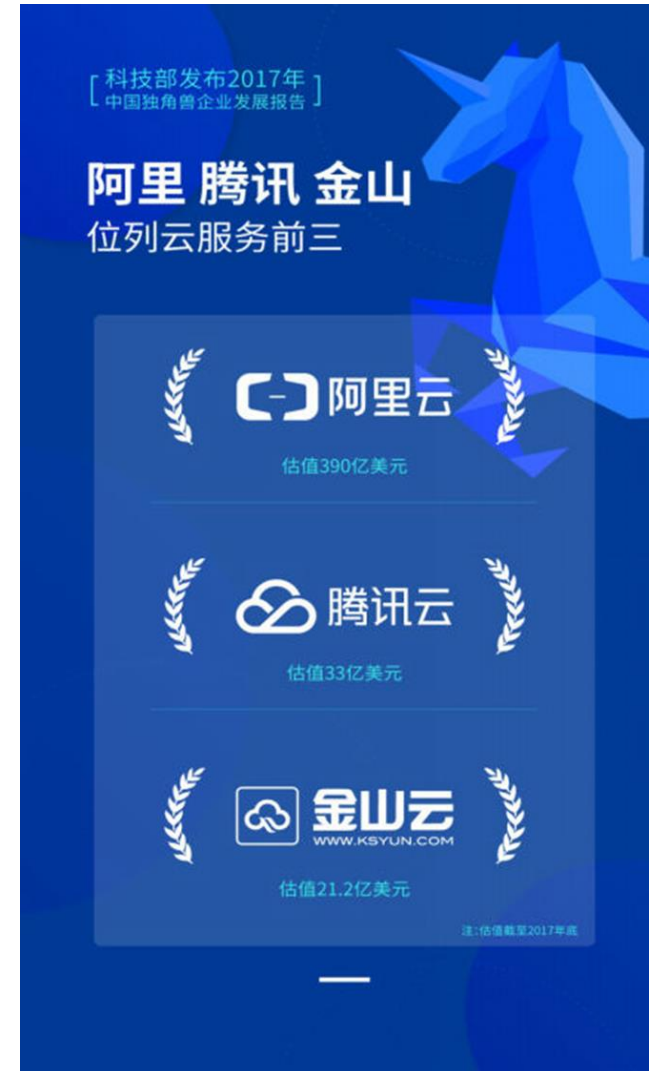 科技部发布2017年
中国独角兽企业发展报告
阿里 腾讯 金山
位列云服务前三
阿里云
估值390亿美元
腾讯云
估值33亿美元
金山云
WWW.KSYUN.COM
估值21.2亿美元
注:估值截至2017年底